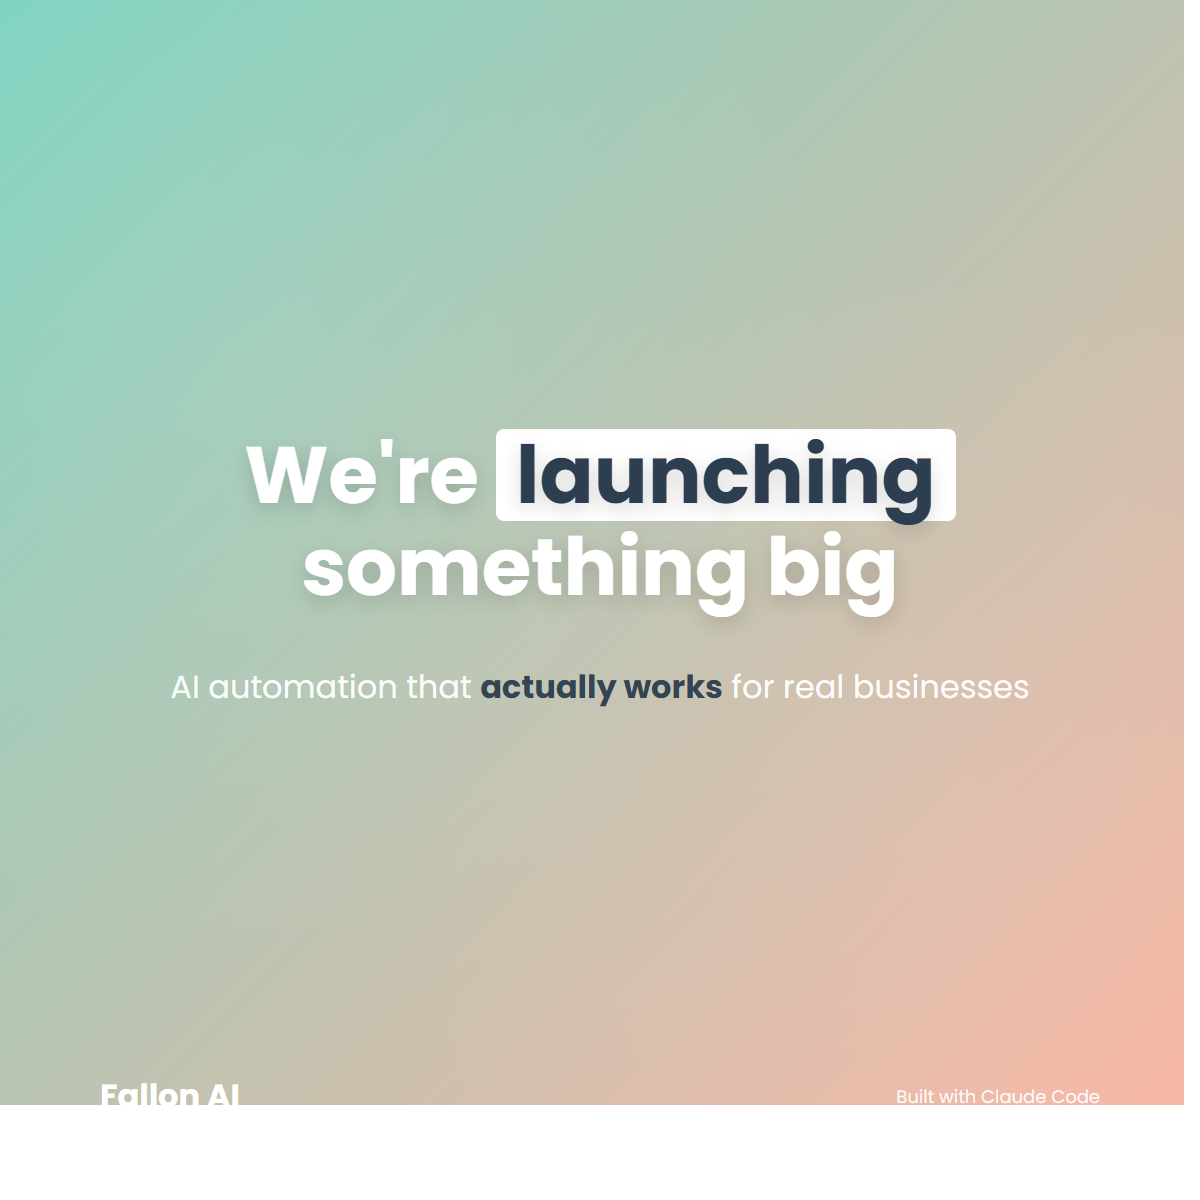 We're launching
something big
AI automation that actually works for real businesses
Fallon AI
Built with Claude Code